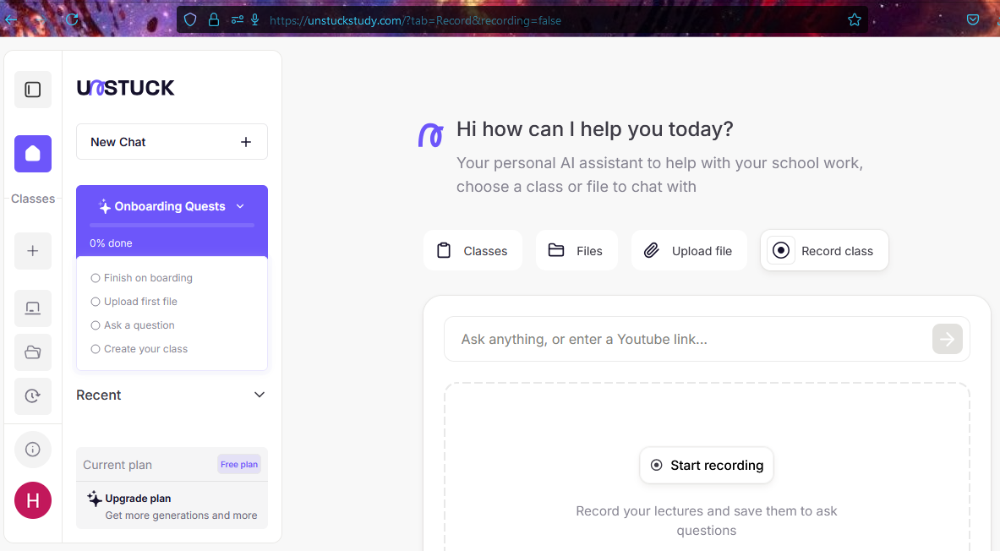 https://unstuckstudy.com/?tab=Record&recording=false
UNSTUCK
New Chat
Classes
Onboarding Quests
0% done
Finish on boarding
Upload first file
Ask a question
Create your class
Recent
Current plan
Free plan
Upgrade plan
Get more generations and more
H
Hi how can I help you today?
Your personal AI assistant to help with your school work,
choose a class or file to chat with
Classes
Files
Upload file
Record class
Ask anything, or enter a Youtube link...
Start recording
Record your lectures and save them to ask
questions